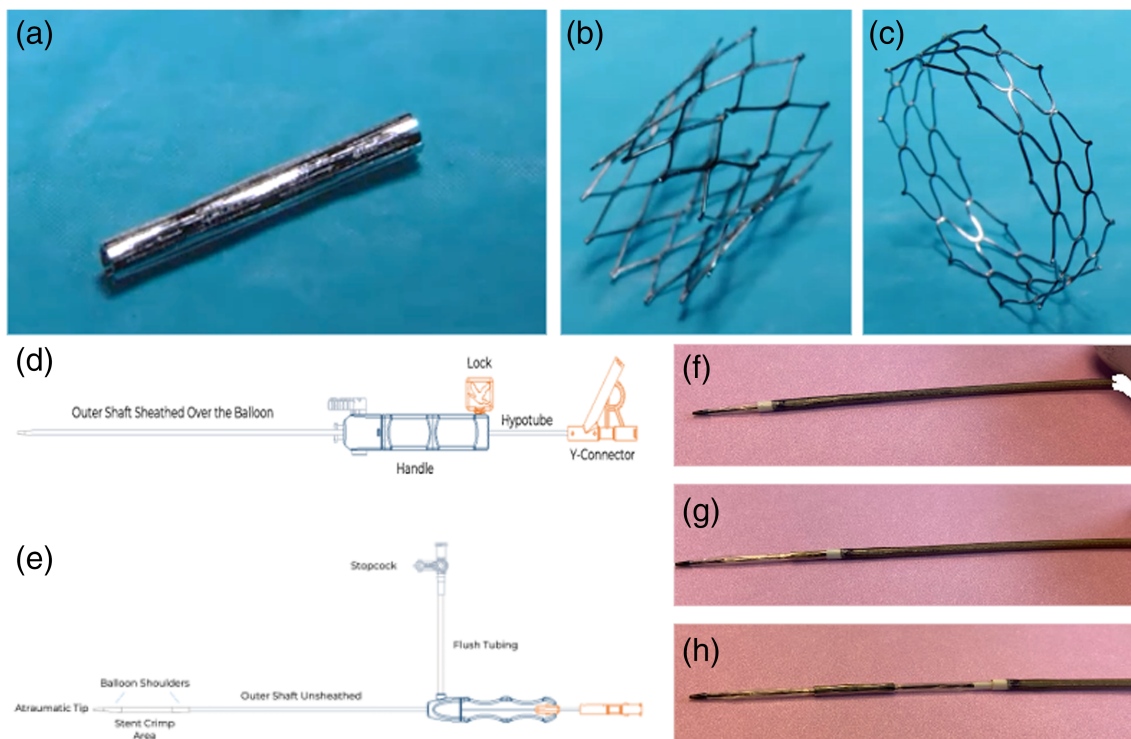 (a)
(b)
(c)
(d)
Lock
Outer Shaft Sheathed Over the Balloon
Hypotube
Handle
Y-Connector
(e)
Stopcock
Flush Tubing
Balloon Shoulders
Outer Shaft Unsheathed
Atraumatic Tip
Stent Crimp
Area
(f)
(g)
(h)